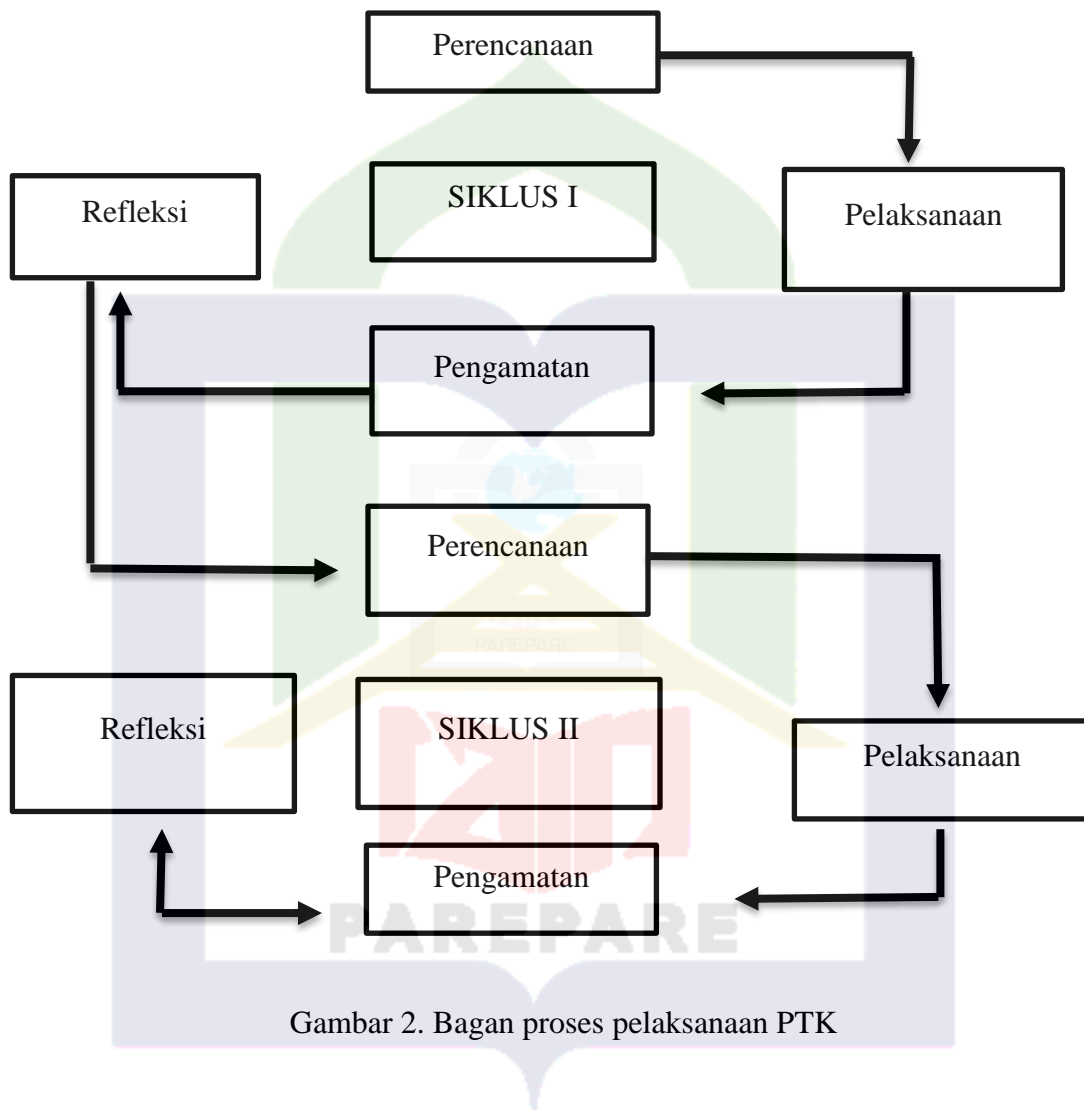 Perencanaan
Refleksi
SIKLUS I
Pelaksanaan
Pengamatan
Perencanaan
PAREPARE
Refleksi
SIKLUS II
Pelaksanaan
Pengamatan
PAREPARE
Gambar 2. Bagan proses pelaksanaan PTK